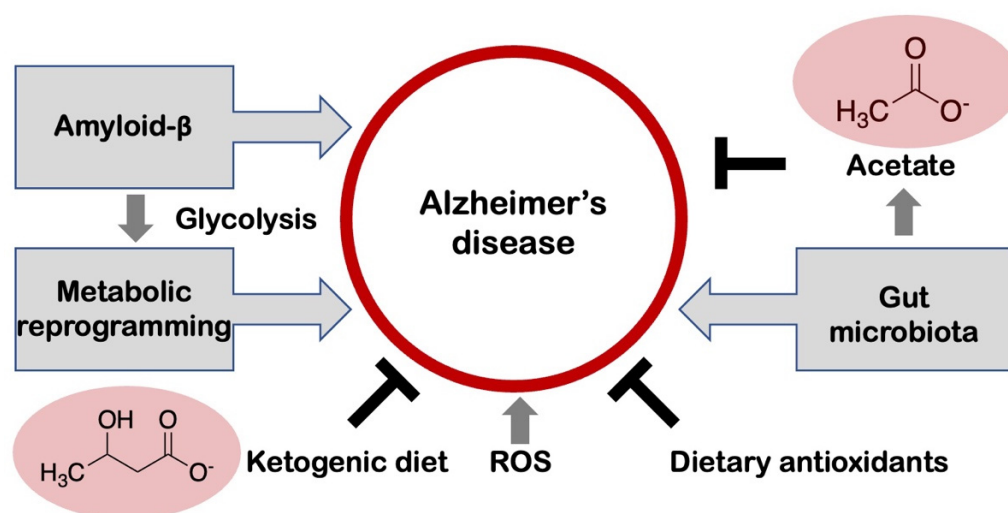 Amyloid-β
Glycolysis
Metabolic
reprogramming
OH
O
H₃C
O⁻
Ketogenic diet
ROS
Dietary antioxidants
Alzheimer’s
disease
O
H₃C
O⁻
Acetate
Gut
microbiota